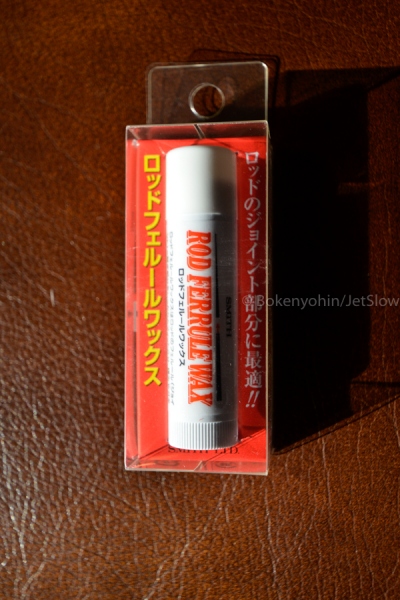 ロッドフェルールワックス
ロッドのジョイント部分に最適!!
ROD FERRULE WAX
ロッドフェルールワックス
SMITH
@Bokenyohin/JetSlow